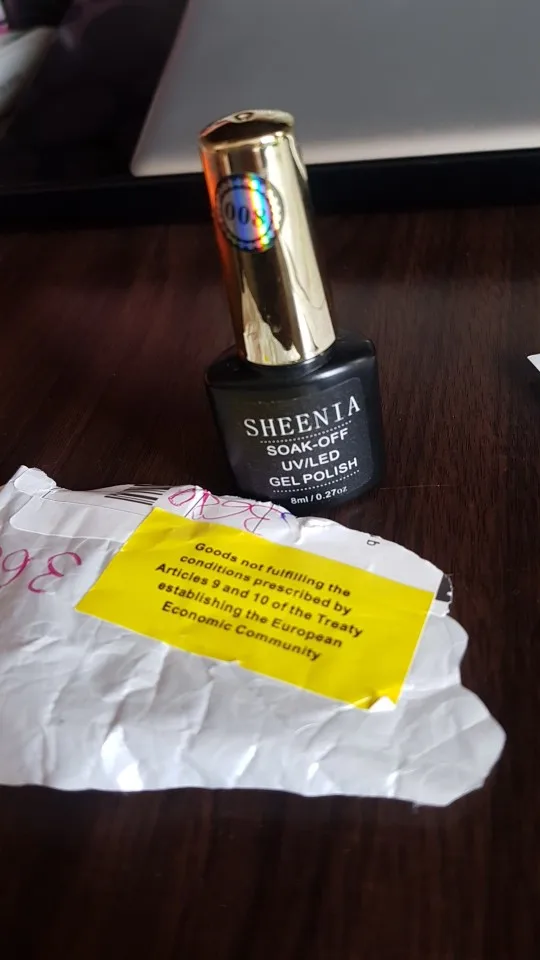 008
SHEENIA
SOAK-OFF
UV/LED
GEL POLISH
8ml / 0.27oz
Goods not fulfilling the
conditions prescribed by
Articles 9 and 10 of the Treaty
establishing the European
Economic Community